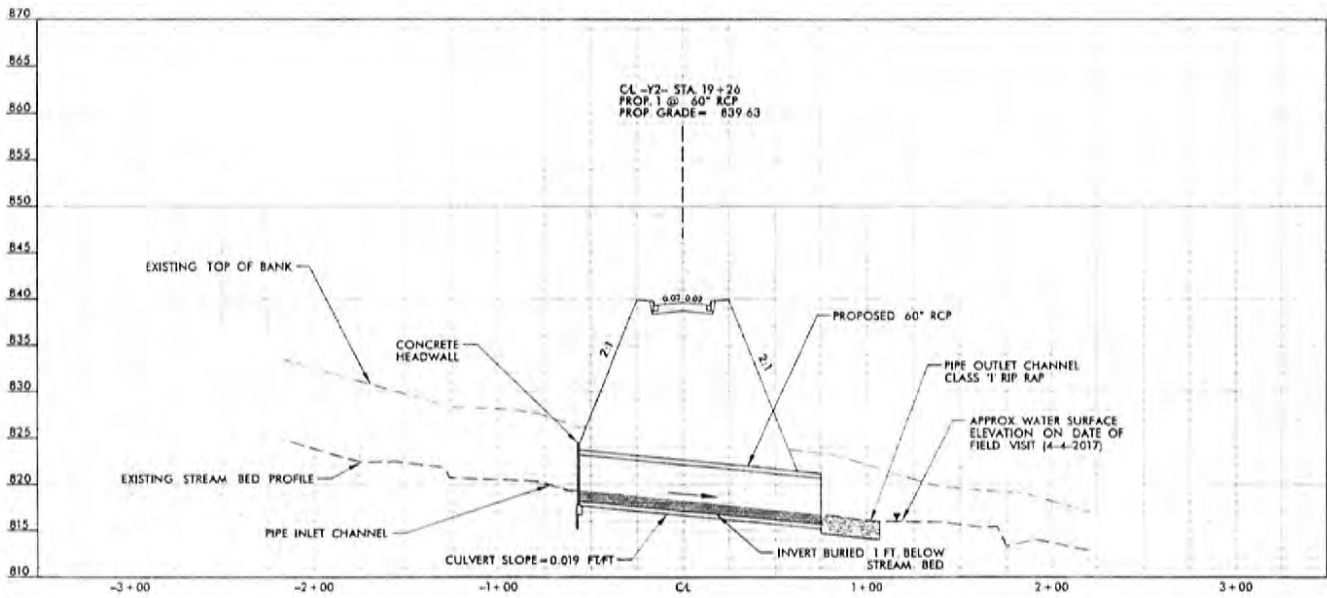 870
865
860
855
850
845
840
835
830
825
820
815
810
C/L -Y2- STA. 19+26
PROP. 1 @ 60" RCP
PROP. GRADE= 839.63
EXISTING TOP OF BANK
0.02 0.02
2:1
2:1
PROPOSED 60" RCP
CONCRETE
HEADWALL
PIPE OUTLET CHANNEL
CLASS 'I' RIP RAP
APPROX. WATER SURFACE
ELEVATION ON DATE OF
FIELD VISIT (4-4-2017)
EXISTING STREAM BED PROFILE
PIPE INLET CHANNEL
CULVERT SLOPE=0.019 FT/FT
INVERT BURIED 1 FT. BELOW
STREAM BED
-3+00
-2+00
-1+00
C/L
1+00
2+00
3+00